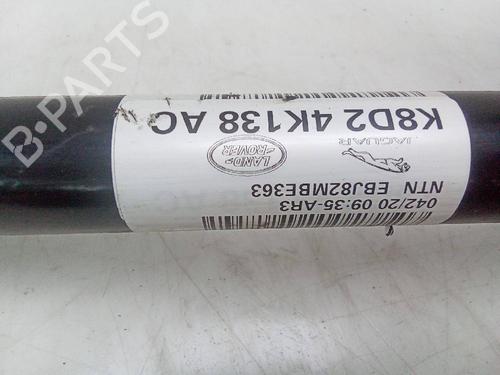 K8D2 4K138 AC
LAND
ROVER
JAGUAR
NTN EBJ82MBE363
042/20 09:35-AR3
B-PARTS